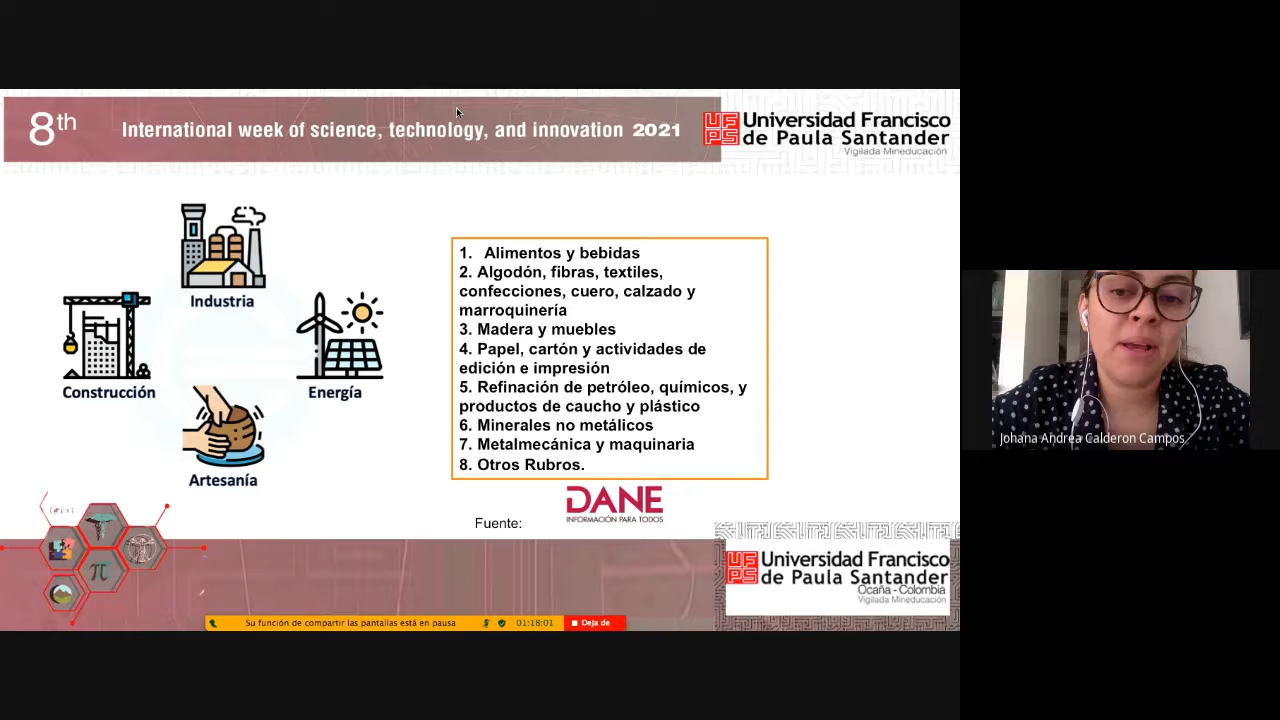 8th
International week of science, technology, and innovation 2021
UFPS
Universidad Francisco
de Paula Santander
Vigilada Mineducación
Industria
Construcción
Energía
Artesanía
1. Alimentos y bebidas
2. Algodón, fibras, textiles,
confecciones, cuero, calzado y
marroquinería
3. Madera y muebles
4. Papel, cartón y actividades de
edición e impresión
5. Refinación de petróleo, químicos, y
productos de caucho y plástico
6. Minerales no metálicos
7. Metalmecánica y maquinaria
8. Otros Rubros.
Fuente:
DANE
INFORMACIÓN PARA TODOS
π
UFPS
Universidad Francisco
de Paula Santander
Ocaña - Colombia
Vigilada Mineducación
Su función de compartir las pantallas está en pausa
01:18:01
Deja de
Johana Andrea Calderon Campos